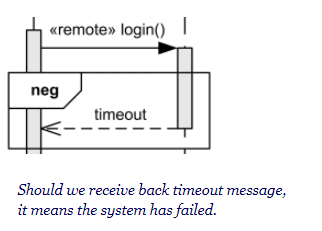 «remote» login()
neg
timeout
Should we receive back timeout message,
it means the system has failed.